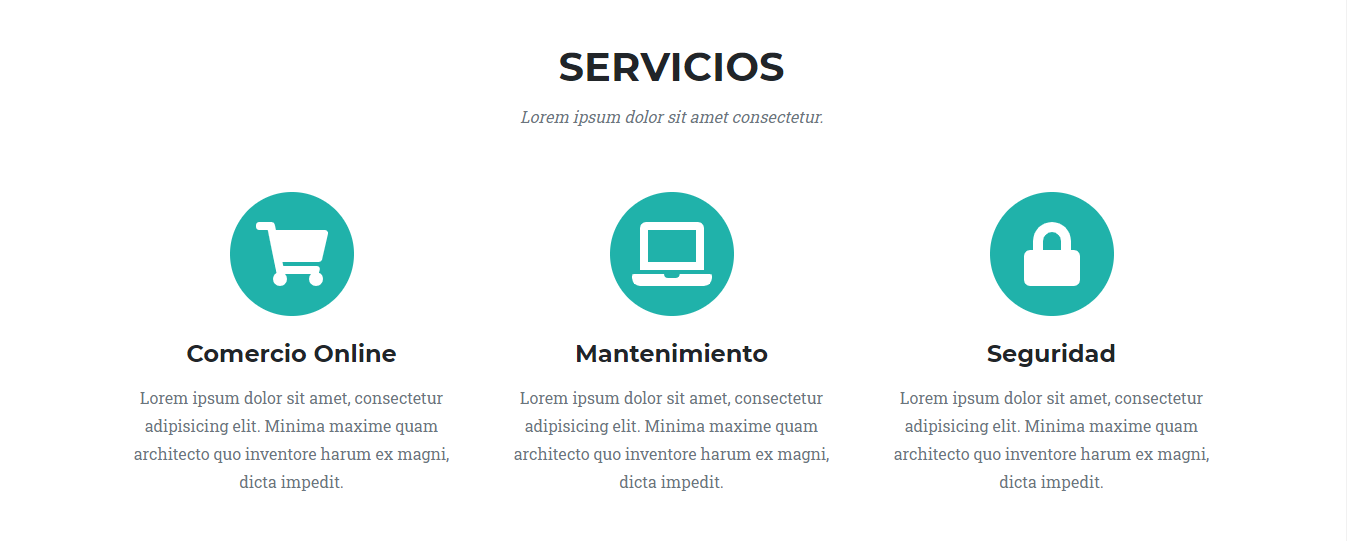 SERVICIOS
Lorem ipsum dolor sit amet consectetur.
Comercio Online
Lorem ipsum dolor sit amet, consectetur
adipisicing elit. Minima maxime quam
architecto quo inventore harum ex magni,
dicta impedit.
Mantenimiento
Lorem ipsum dolor sit amet, consectetur
adipisicing elit. Minima maxime quam
architecto quo inventore harum ex magni,
dicta impedit.
Seguridad
Lorem ipsum dolor sit amet, consectetur
adipisicing elit. Minima maxime quam
architecto quo inventore harum ex magni,
dicta impedit.